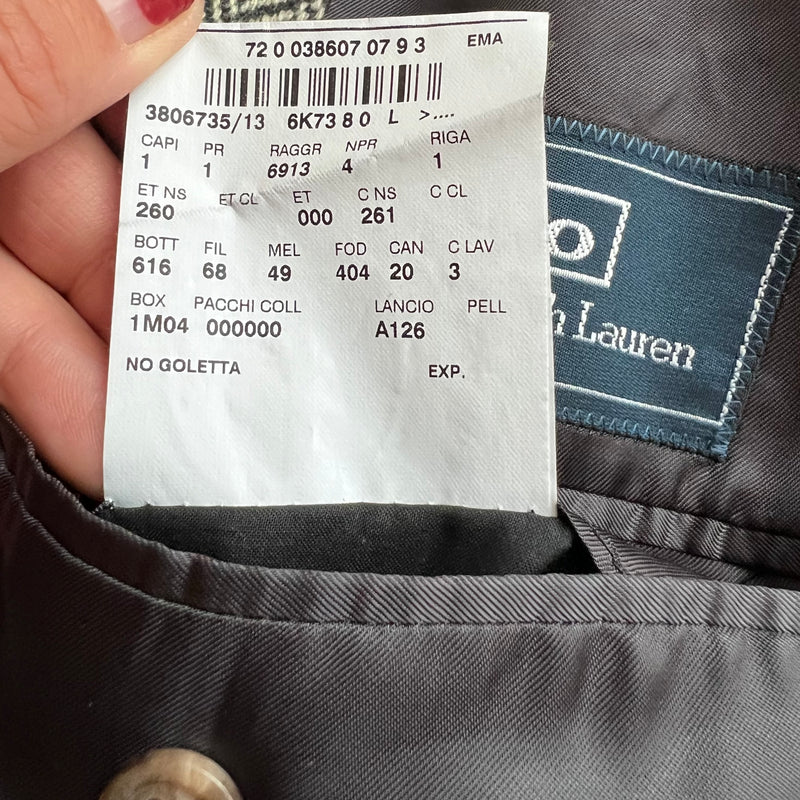 72 0 038607 0 7 9 3 EMA
3806735/13 6K73 8 0 L >....
CAPI PR RAGGR NPR RIGA
1 1 6913 4 1
ET NS ET CL ET C NS C CL
260 000 261
BOTT FIL MEL FOD CAN C LAV
616 68 49 404 20 3
BOX PACCHI COLL LANCIO PELL
1M04 000000 A126
NO GOLETTA EXP.
o
h Lauren